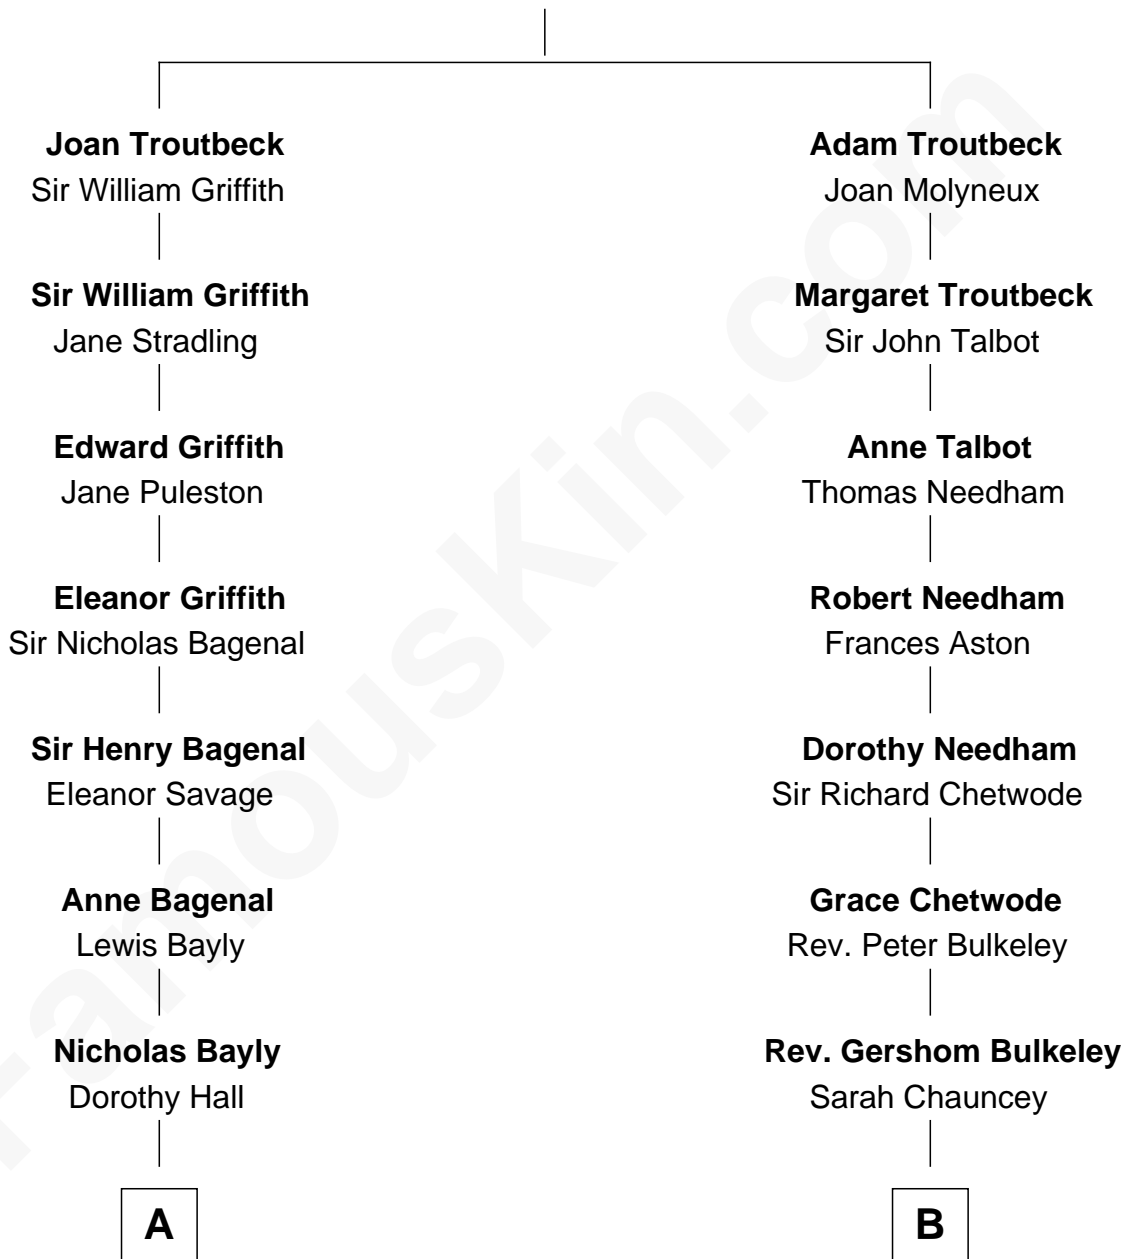 Joan Troutbeck
Sir William Griffith
Sir William Griffith
Jane Stradling
Edward Griffith
Jane Puleston
Eleanor Griffith
Sir Nicholas Bagenal
Sir Henry Bagenal
Eleanor Savage
Anne Bagenal
Lewis Bayly
Nicholas Bayly
Dorothy Hall
A
Adam Troutbeck
Joan Molyneux
Margaret Troutbeck
Sir John Talbot
Anne Talbot
Thomas Needham
Robert Needham
Frances Aston
Dorothy Needham
Sir Richard Chetwode
Grace Chetwode
Rev. Peter Bulkeley
Rev. Gershom Bulkeley
Sarah Chauncey
B
FamousKin.com